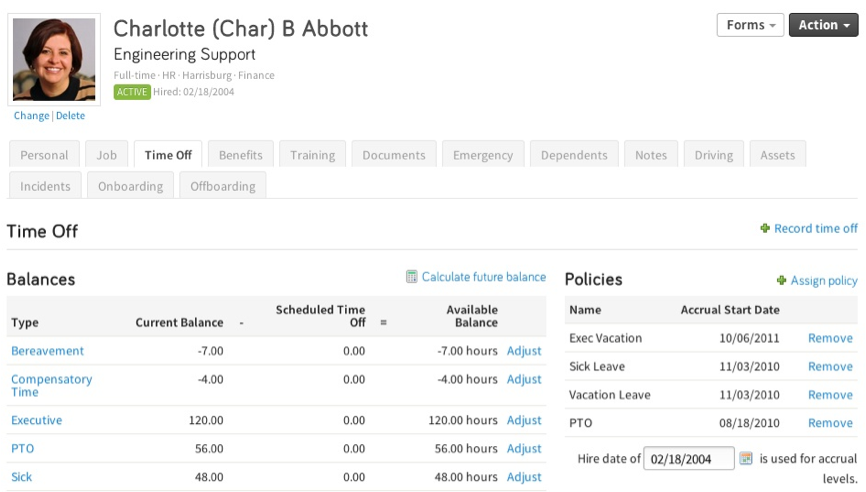 Charlotte (Char) B Abbott
Forms
Action
Engineering Support
Full-time · HR · Harrisburg · Finance
ACTIVE Hired: 02/18/2004
Change | Delete
Personal Job Time Off Benefits Training Documents Emergency Dependents Notes Driving Assets
Incidents Onboarding Offboarding
Time Off
Record time off
Balances
Calculate future balance
Type Current Balance - Scheduled Time Off = Available Balance
Bereavement -7.00 0.00 -7.00 hours Adjust
Compensatory Time -4.00 0.00 -4.00 hours Adjust
Executive 120.00 0.00 120.00 hours Adjust
PTO 56.00 0.00 56.00 hours Adjust
Sick 48.00 0.00 48.00 hours Adjust
Policies
Assign policy
Name Accrual Start Date
Exec Vacation 10/06/2011 Remove
Sick Leave 11/03/2010 Remove
Vacation Leave 11/03/2010 Remove
PTO 08/18/2010 Remove
Hire date of 02/18/2004 is used for accrual
levels.